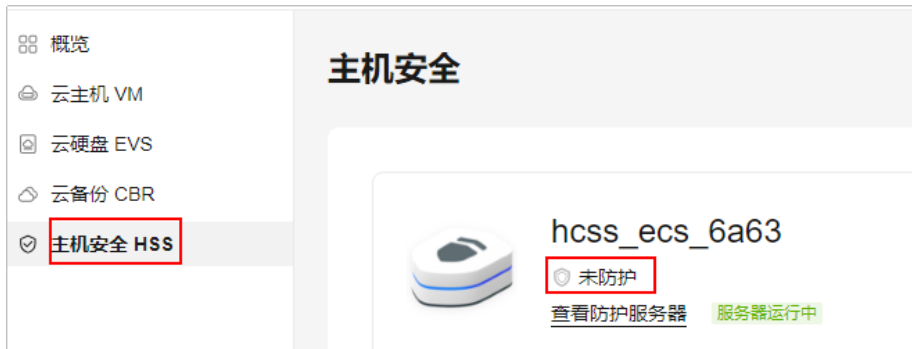 概览
云主机 VM
云硬盘 EVS
云备份 CBR
主机安全 HSS
主机安全
hcss_ecs_6a63
未防护
查看防护服务器 服务器运行中